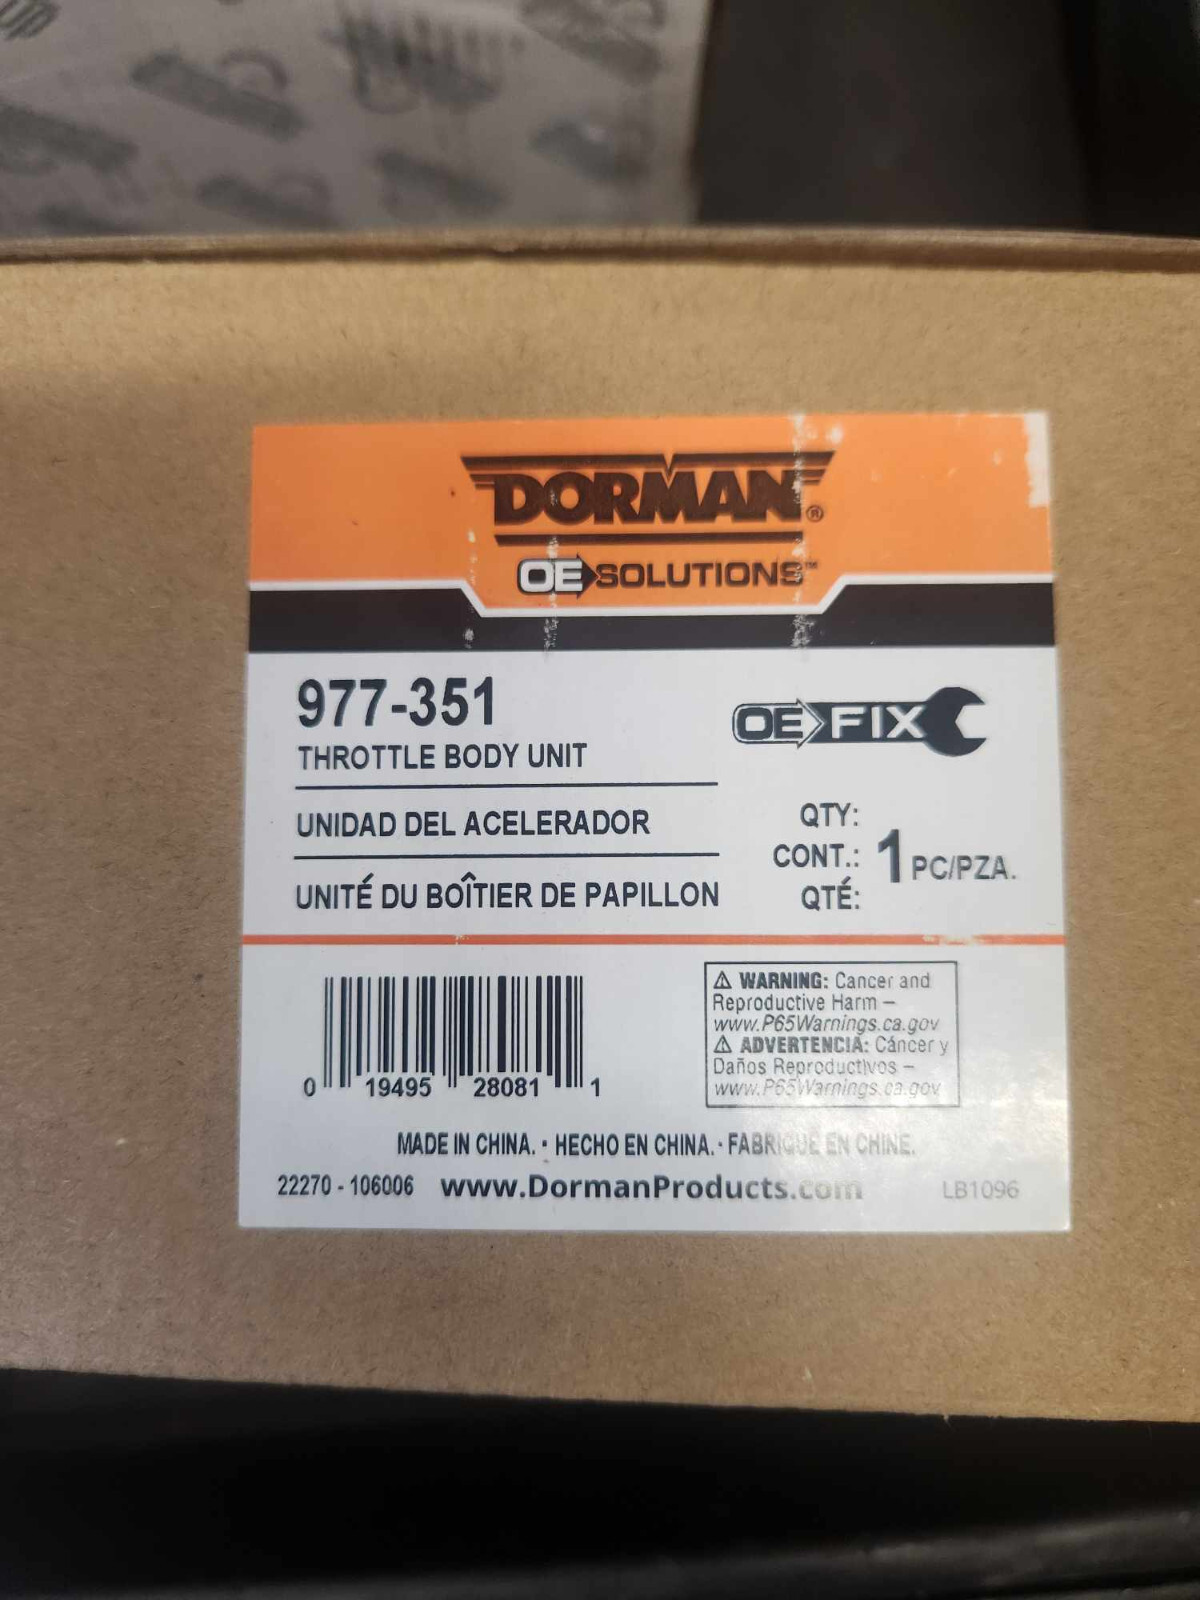 DORMAN®
OE SOLUTIONS™
977-351
THROTTLE BODY UNIT
UNIDAD DEL ACELERADOR
UNITÉ DU BOÎTIER DE PAPILLON
OE FIX
QTY:
CONT.: 1 PC/PZA.
QTÉ:
0 19495 28081 1
⚠ WARNING: Cancer and
Reproductive Harm –
www.P65Warnings.ca.gov
⚠ ADVERTENCIA: Cáncer y
Daños Reproductivos –
www.P65Warnings.ca.gov
MADE IN CHINA. • HECHO EN CHINA. • FABRIQUÉ EN CHINE.
22270 - 106006 www.DormanProducts.com LB1096